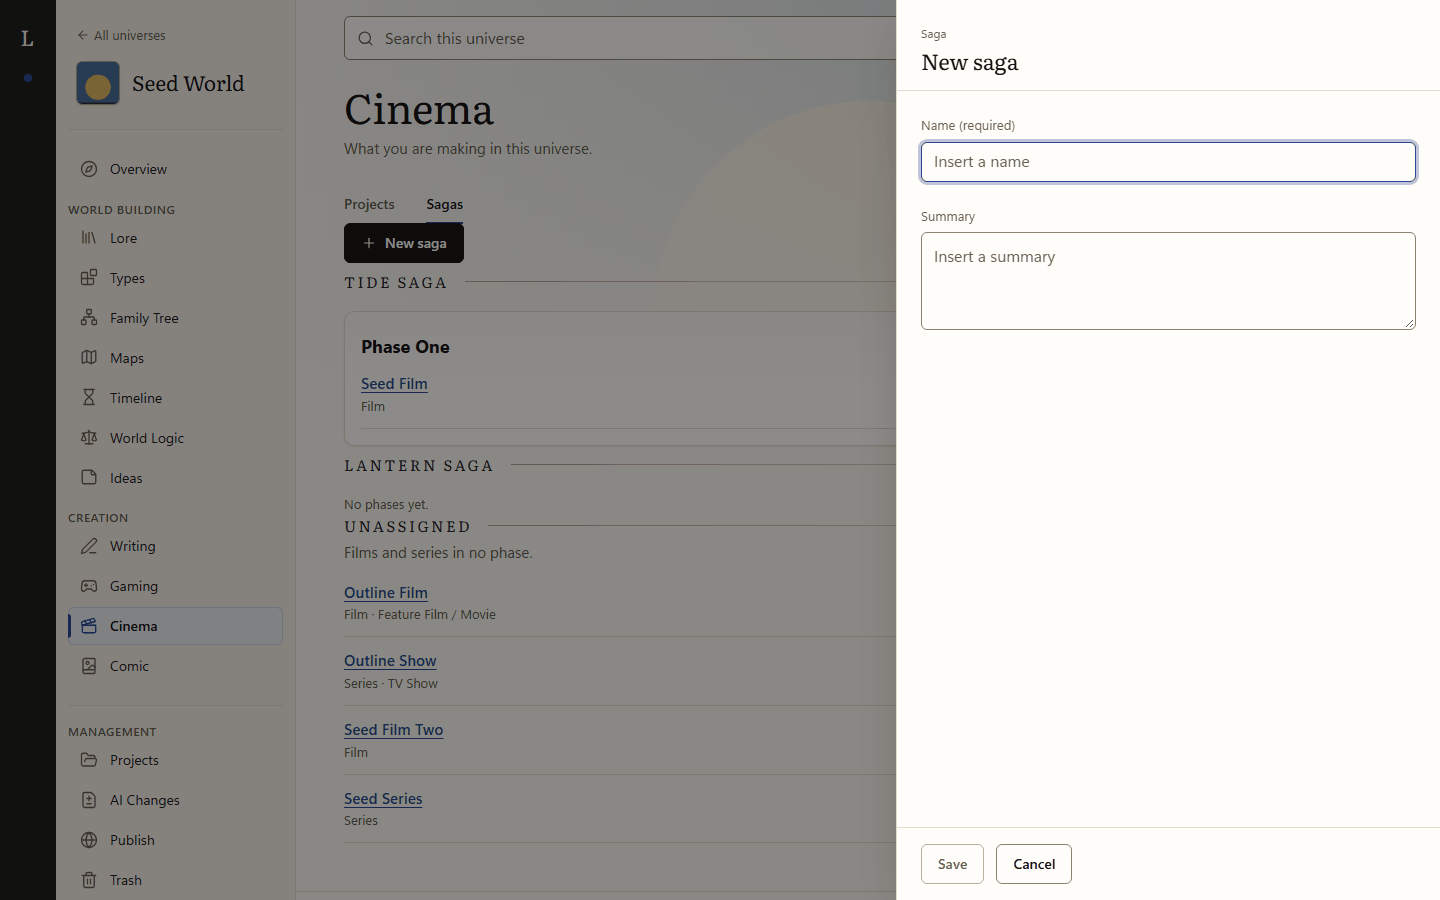 L
All universes
Seed World
Overview
WORLD BUILDING
Lore
Types
Family Tree
Maps
Timeline
World Logic
Ideas
CREATION
Writing
Gaming
Cinema
Comic
MANAGEMENT
Projects
AI Changes
Publish
Trash
Search this universe
Cinema
What you are making in this universe.
Projects Sagas
New saga
TIDE SAGA
Phase One
Seed Film
Film
LANTERN SAGA
No phases yet.
UNASSIGNED
Films and series in no phase.
Outline Film
Film · Feature Film / Movie
Outline Show
Series · TV Show
Seed Film Two
Film
Seed Series
Series
Saga
New saga
Name (required)
Insert a name
Summary
Insert a summary
Save Cancel